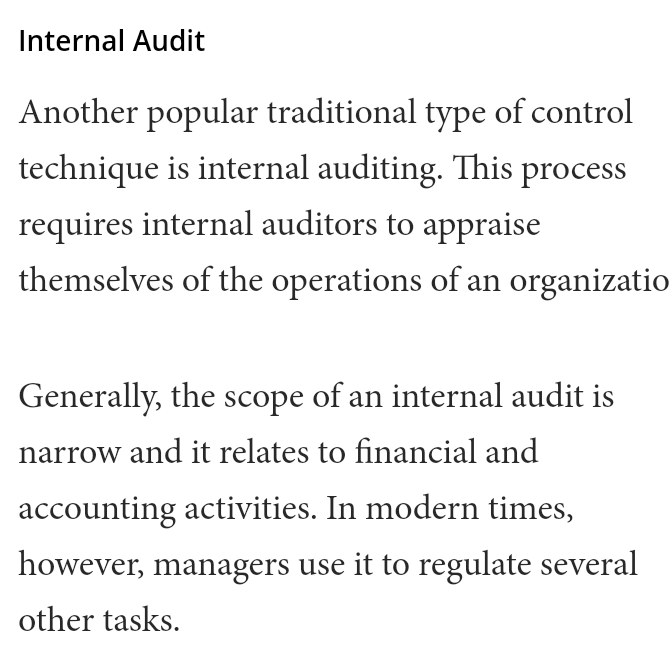 Internal Audit
Another popular traditional type of control
technique is internal auditing. This process
requires internal auditors to appraise
themselves of the operations of an organizatio
Generally, the scope of an internal audit is
narrow and it relates to financial and
accounting activities. In modern times,
however, managers use it to regulate several
other tasks.